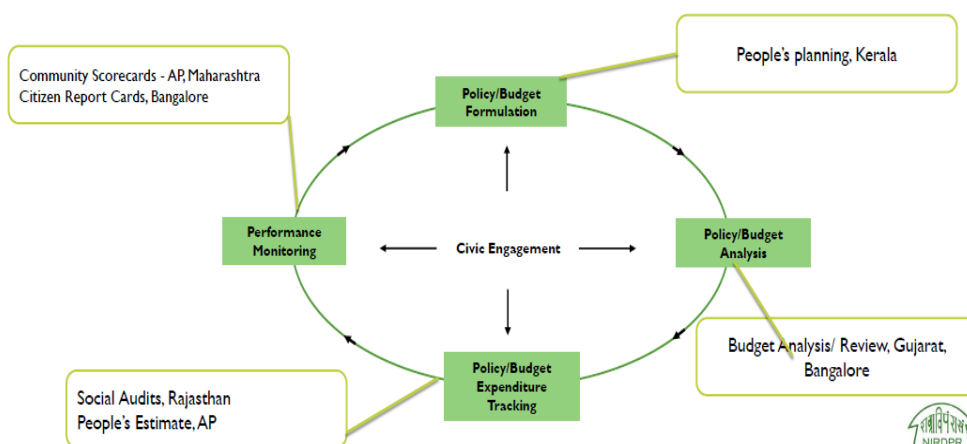 People's planning, Kerala
Community Scorecards - AP, Maharashtra
Citizen Report Cards, Bangalore
Policy/Budget
Formulation
Performance
Monitoring
Civic Engagement
Policy/Budget
Analysis
Budget Analysis/ Review, Gujarat,
Bangalore
Policy/Budget
Expenditure
Tracking
Social Audits, Rajasthan
People's Estimate, AP
NIRDPR